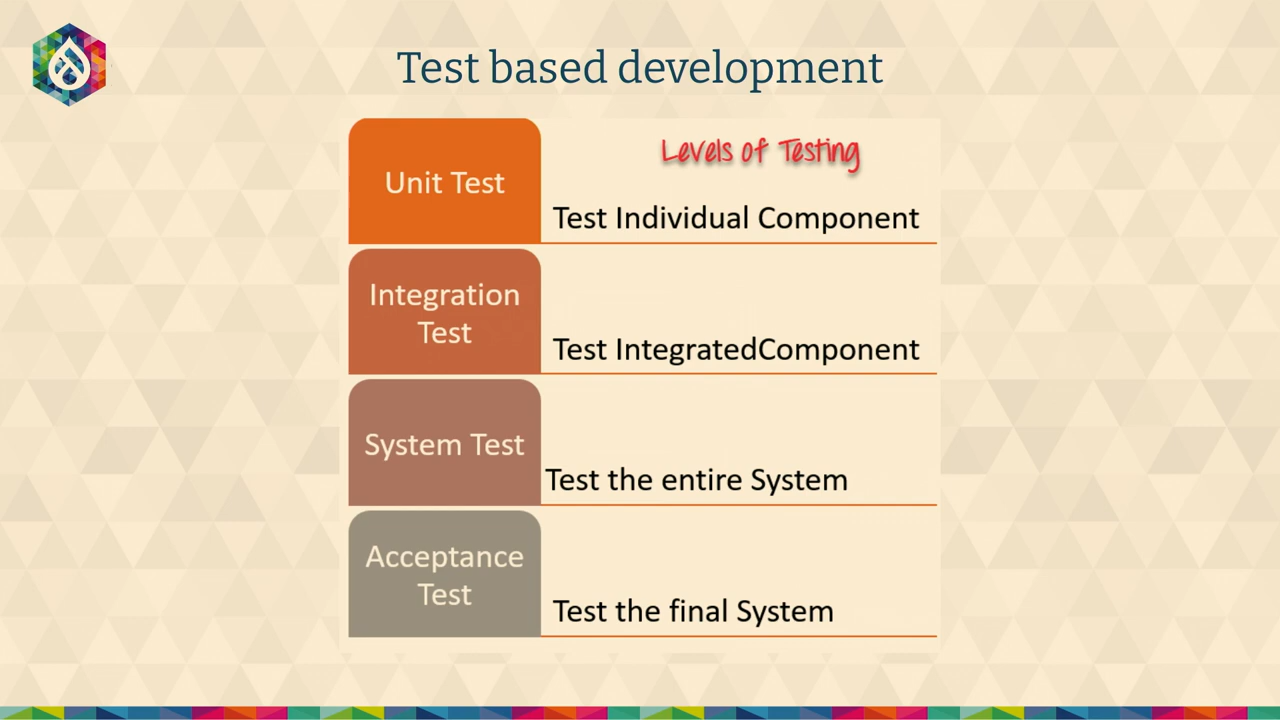 Test based development
Levels of Testing
Unit Test
Test Individual Component
Integration
Test
Test IntegratedComponent
System Test
Test the entire System
Acceptance
Test
Test the final System